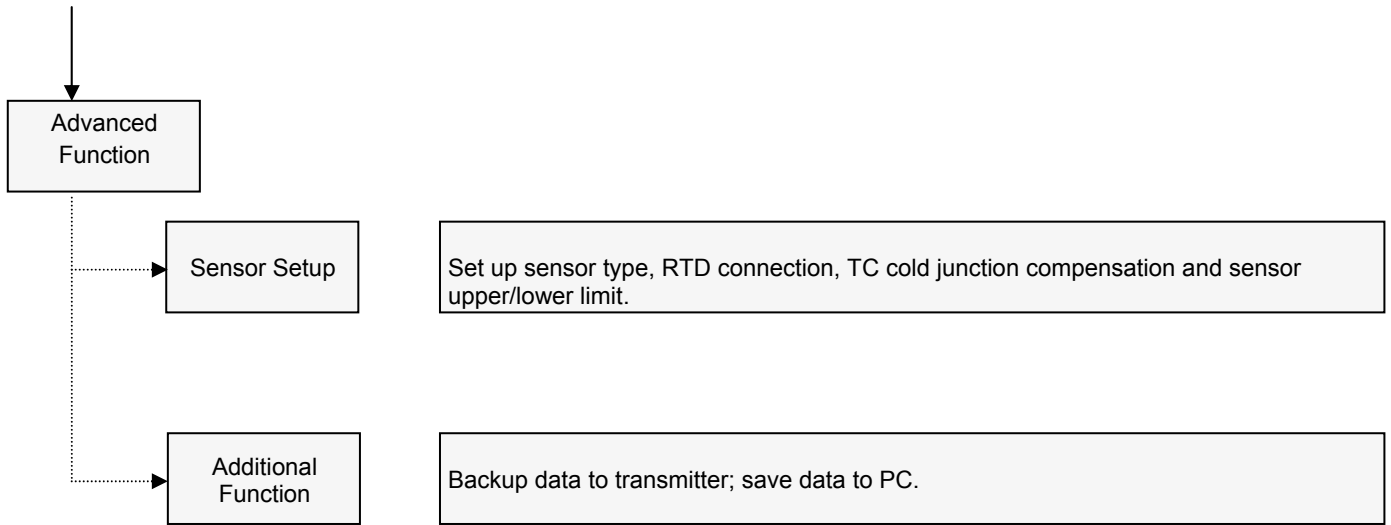 Advanced
Function
Sensor Setup
Set up sensor type, RTD connection, TC cold junction compensation and sensor
upper/lower limit.
Additional
Function
Backup data to transmitter; save data to PC.